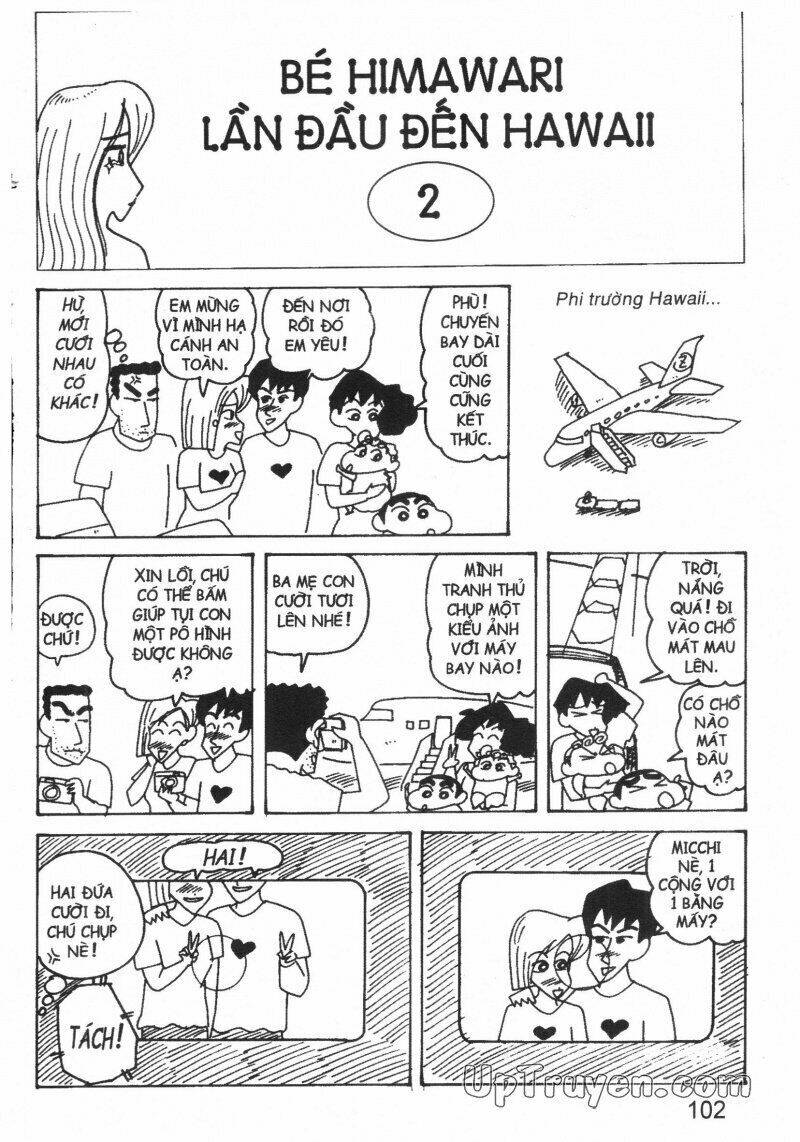 BÉ HIMAWARI
LẦN ĐẦU ĐẾN HAWAII
2
Phi trường Hawaii...
2
PHÙ!
CHUYẾN
BAY DÀI
CUỐI
CÙNG
CŨNG
KẾT
THÚC.
ĐẾN NƠI
RỒI ĐÓ
EM YÊU!
EM MỪNG
VÌ MÌNH HẠ
CÁNH AN
TOÀN.
HỪ,
MỚI
CƯỚI
NHAU
CÓ
KHÁC!
TRỜI,
NẮNG
QUÁ! ĐI
VÀO CHỖ
MÁT MAU
LÊN.
CÓ CHỖ
NÀO
MÁT
ĐÂU
Ạ?
MÌNH
TRANH THỦ
CHỤP MỘT
KIỂU ẢNH
VỚI MẤY
BAY NÀO!
BA MẸ CON
CƯỜI TƯƠI
LÊN NHÉ!
XIN LỖI, CHÚ
CÓ THỂ BẤM
GIÚP TỤI CON
MỘT PÔ HÌNH
ĐƯỢC KHÔNG
Ạ?
ĐƯỢC
CHỨ!
MICCHI
NÈ, 1
CỘNG VỚI
1 BẰNG
MẤY?
HAI!
HAI ĐỨA
CƯỜI ĐI,
CHÚ CHỤP
NÈ!
TÁCH!
UpTruyen.com
102